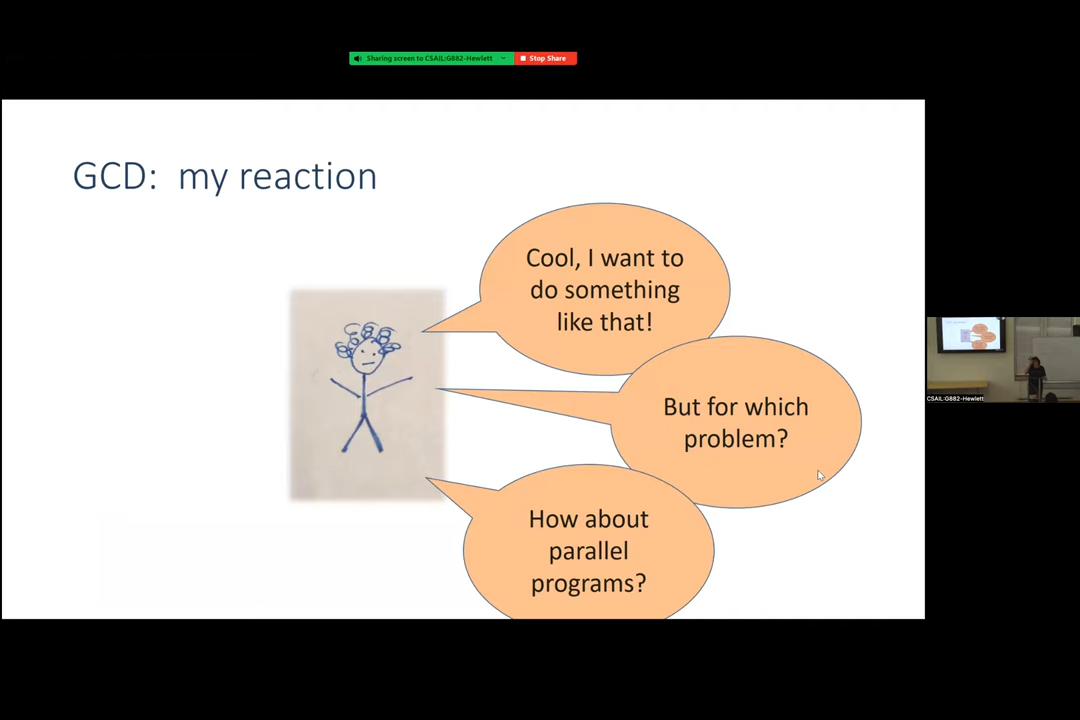 Sharing screen to CSAIL:G882-Hewlett
Stop Share
GCD: my reaction
Cool, I want to
do something
like that!
But for which
problem?
How about
parallel
programs?
CSAIL:G882-Hewlett